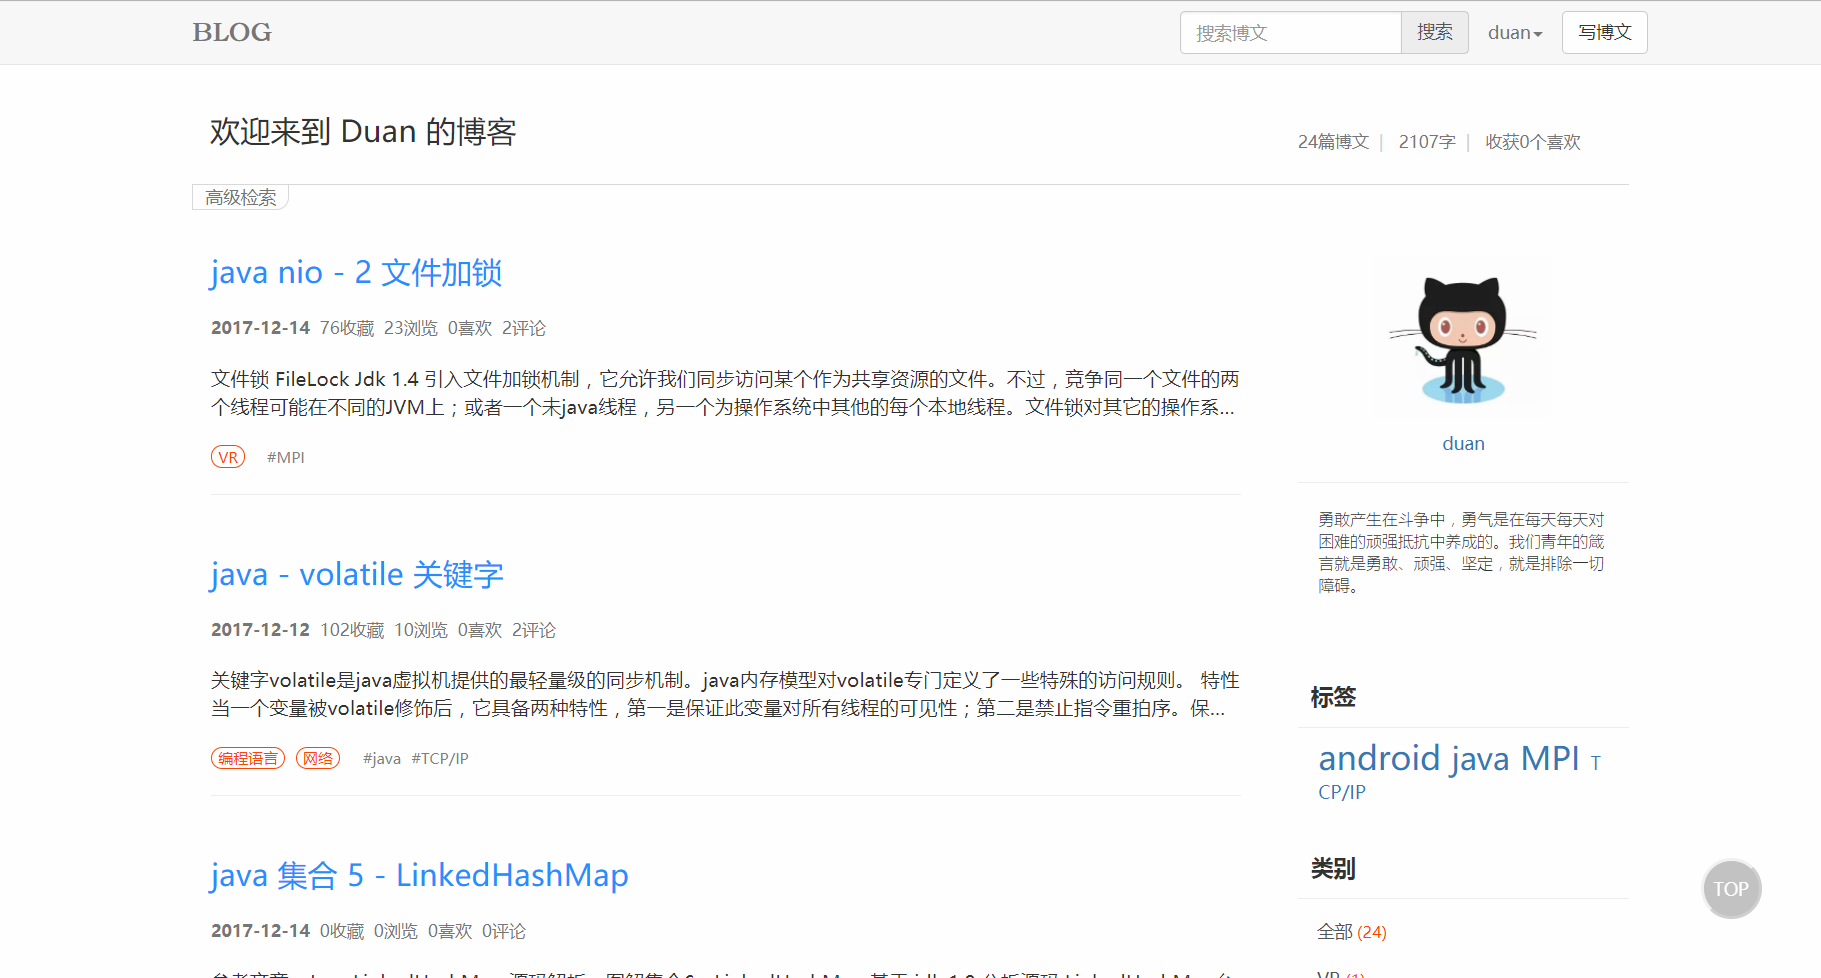 BLOG
搜索博文 搜索 duan 写博文
欢迎来到 Duan 的博客
24篇博文 | 2107字 | 收获0个喜欢
高级检索
java nio - 2 文件加锁
2017-12-14 76收藏 23浏览 0喜欢 2评论
文件锁 FileLock Jdk 1.4 引入文件加锁机制，它允许我们同步访问某个作为共享资源的文件。不过，竞争同一个文件的两
个线程可能在不同的JVM上；或者一个未java线程，另一个为操作系统中其他的每个本地线程。文件锁对其它的操作系...
VR #MPI
java - volatile 关键字
2017-12-12 102收藏 10浏览 0喜欢 2评论
关键字volatile是java虚拟机提供的最轻量级的同步机制。java内存模型对volatile专门定义了一些特殊的访问规则。 特性
当一个变量被volatile修饰后，它具备两种特性，第一是保证此变量对所有线程的可见性；第二是禁止指令重拍序。保...
编程语言 网络 #java #TCP/IP
java 集合 5 - LinkedHashMap
2017-12-14 0收藏 0浏览 0喜欢 0评论
duan
勇敢产生在斗争中，勇气是在每天每天对
困难的顽强抵抗中养成的。我们青年的箴
言就是勇敢、顽强、坚定，就是排除一切
障碍。
标签
android java MPI T
CP/IP
类别
全部 (24)
VR (1)
TOP